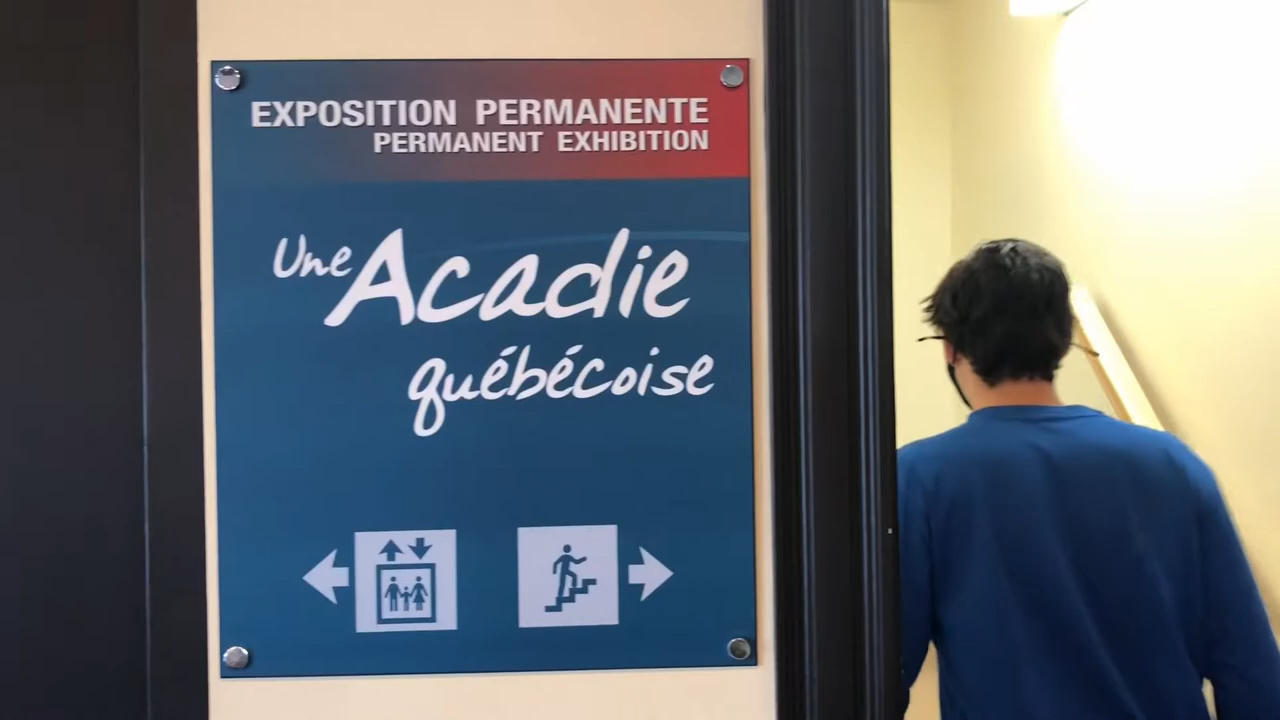 EXPOSITION PERMANENTE
PERMANENT EXHIBITION
Une Acadie
québécoise